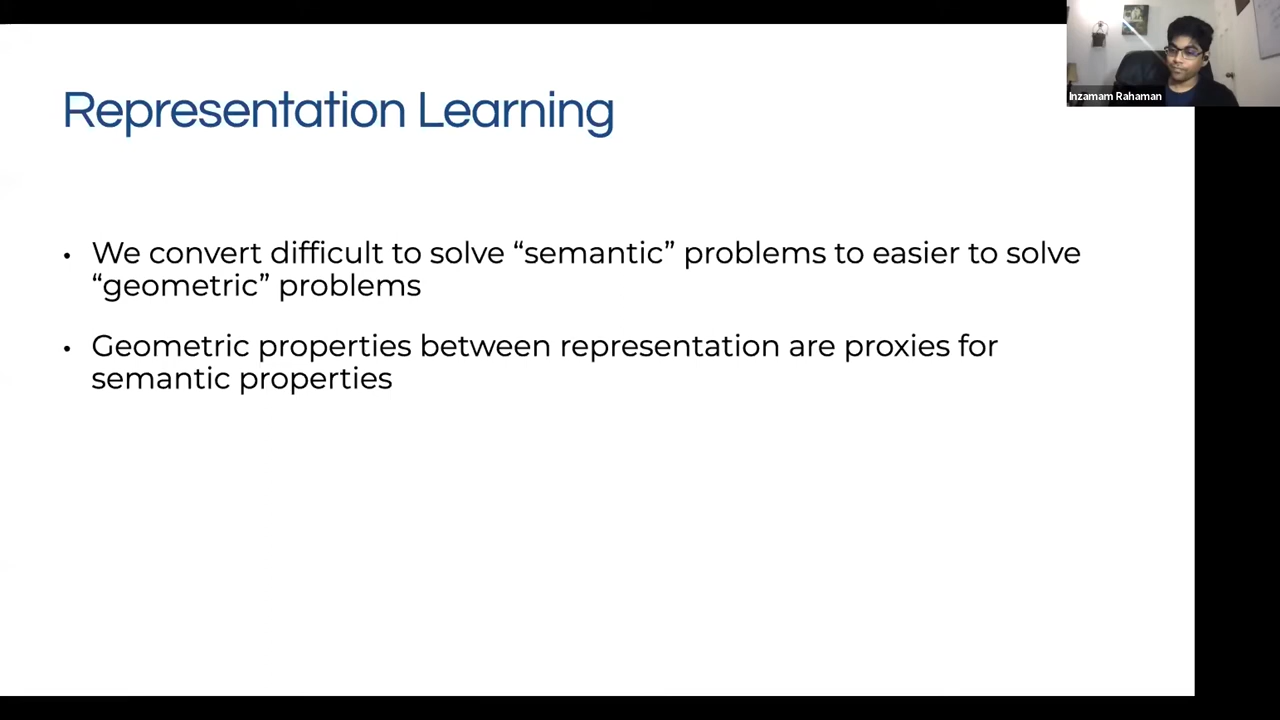 Representation Learning
Inzamam Rahaman
• We convert difficult to solve “semantic” problems to easier to solve
“geometric” problems
• Geometric properties between representation are proxies for
semantic properties